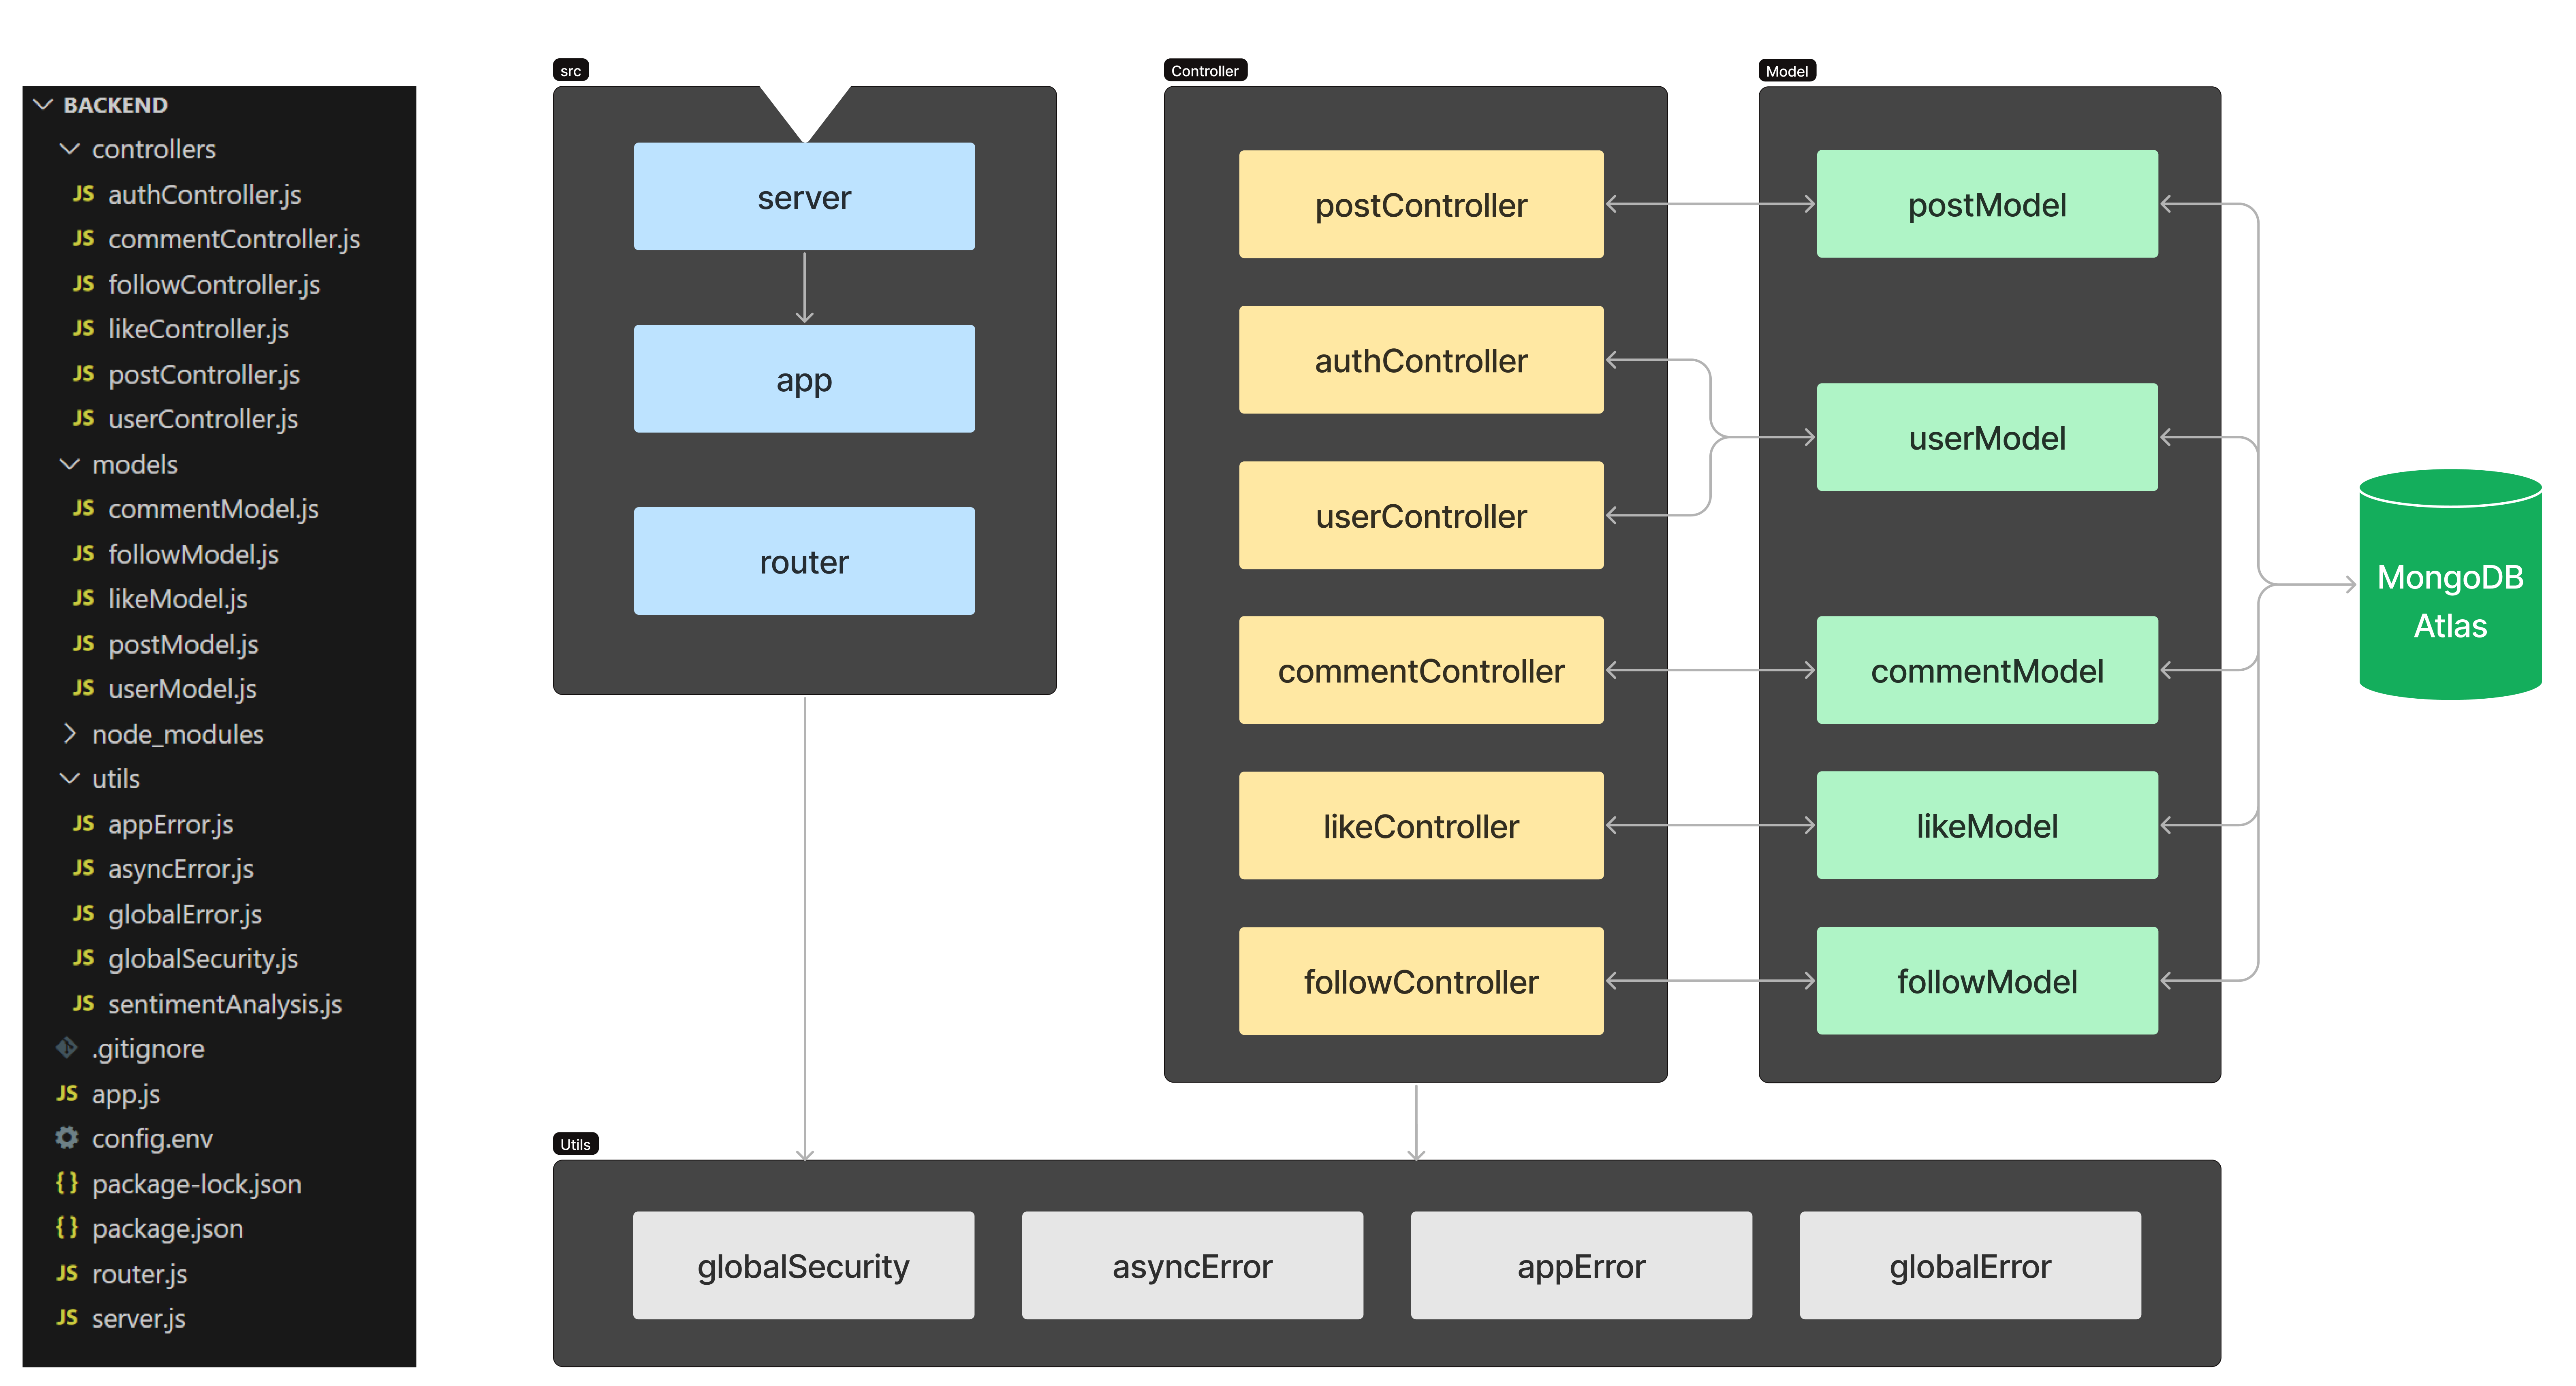 BACKEND
controllers
JS authController.js
JS commentController.js
JS followController.js
JS likeController.js
JS postController.js
JS userController.js
models
JS commentModel.js
JS followModel.js
JS likeModel.js
JS postModel.js
JS userModel.js
node_modules
utils
JS appError.js
JS asyncError.js
JS globalError.js
JS globalSecurity.js
JS sentimentAnalysis.js
.gitignore
JS app.js
config.env
{} package-lock.json
{} package.json
JS router.js
JS server.js
src
server
app
router
Controller
postController
authController
userController
commentController
likeController
followController
Model
postModel
userModel
commentModel
likeModel
followModel
MongoDB
Atlas
Utils
globalSecurity
asyncError
appError
globalError